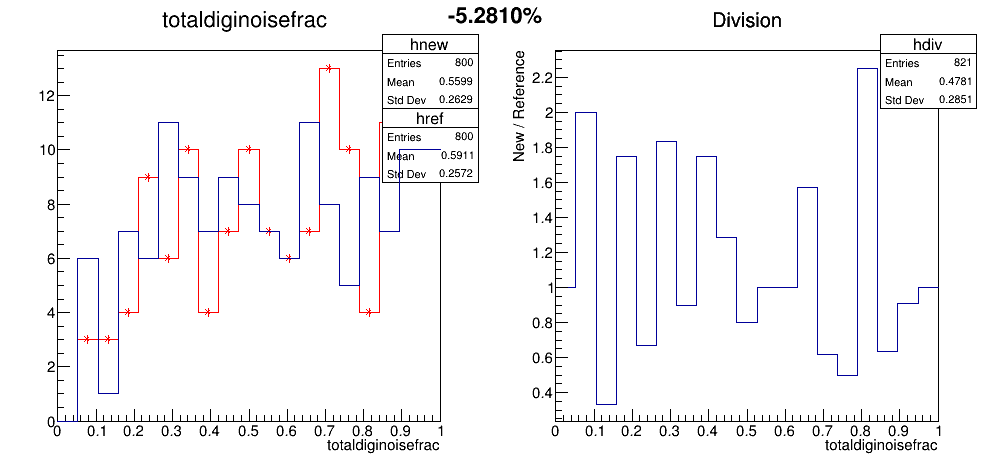 -5.2810%
totaldiginoisefrac
hnew
Entries 800
Mean 0.5599
Std Dev 0.2629
href
Entries 800
Mean 0.5911
Std Dev 0.2572
12
10
8
6
4
2
0
0 0.1 0.2 0.3 0.4 0.5 0.6 0.7 0.8 0.9 1
totaldiginoisefrac
Division
hdiv
Entries 821
Mean 0.4781
Std Dev 0.2851
New / Reference
2.2
2
1.8
1.6
1.4
1.2
1
0.8
0.6
0.4
0 0.1 0.2 0.3 0.4 0.5 0.6 0.7 0.8 0.9 1
totaldiginoisefrac